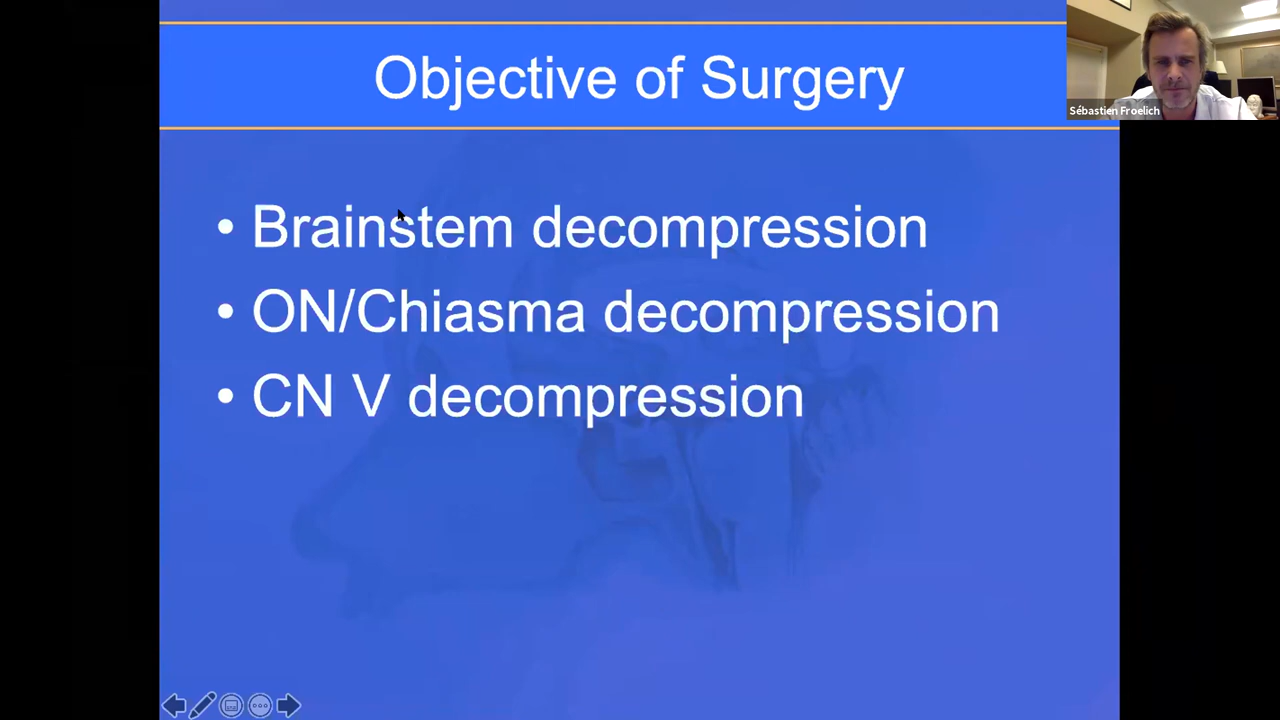 Objective of Surgery
Sébastien Froelich
• Brainstem decompression
• ON/Chiasma decompression
• CN V decompression